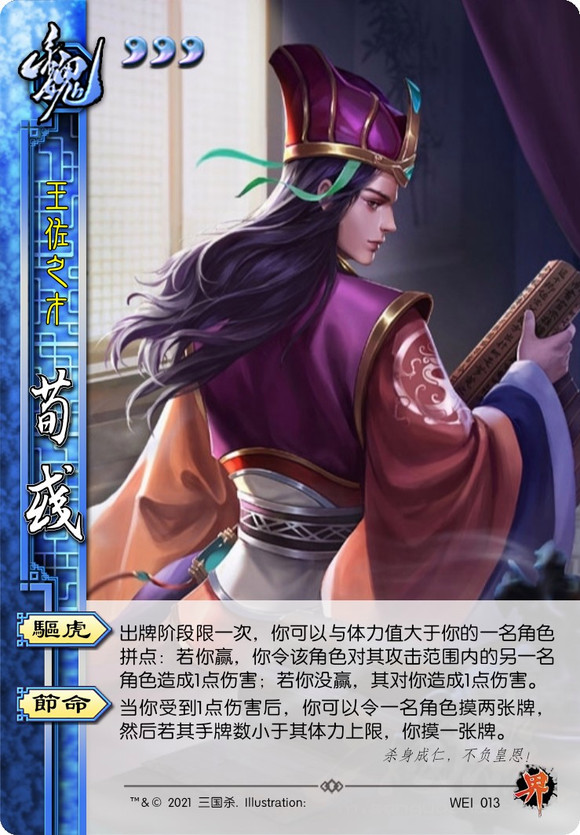 魏
王佐之才
荀彧
驅虎
出牌阶段限一次，你可以与体力值大于你的一名角色
拼点：若你赢，你令该角色对其攻击范围内的另一名
角色造成1点伤害；若你没赢，其对你造成1点伤害。
節命
当你受到1点伤害后，你可以令一名角色摸两张牌，
然后若其手牌数小于其体力上限，你摸一张牌。
杀身成仁，不负皇恩！
™&© 2021 三国杀. Illustration:
WEI 013
界